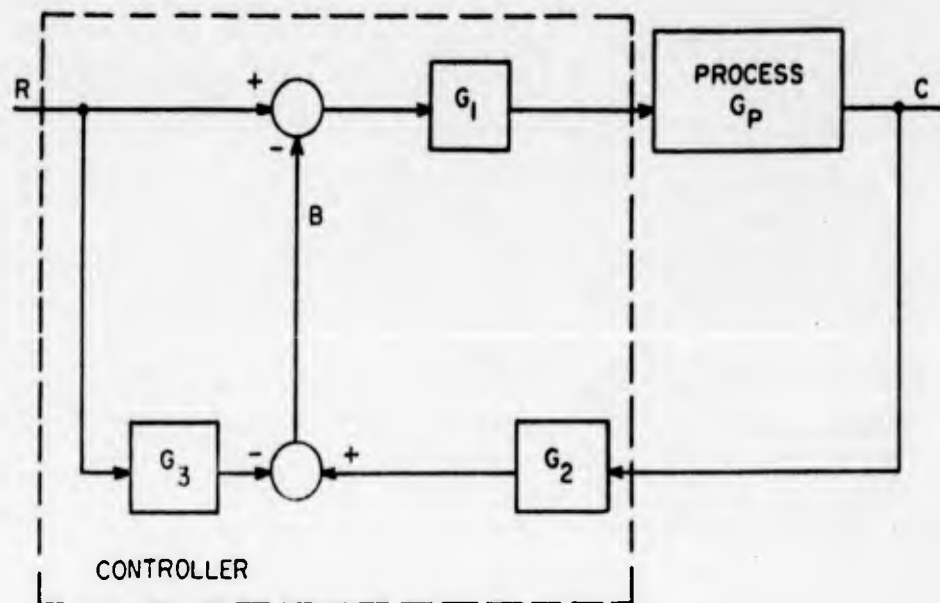 R
+
-
G1
PROCESS
GP
C
B
G3
-
+
G2
CONTROLLER